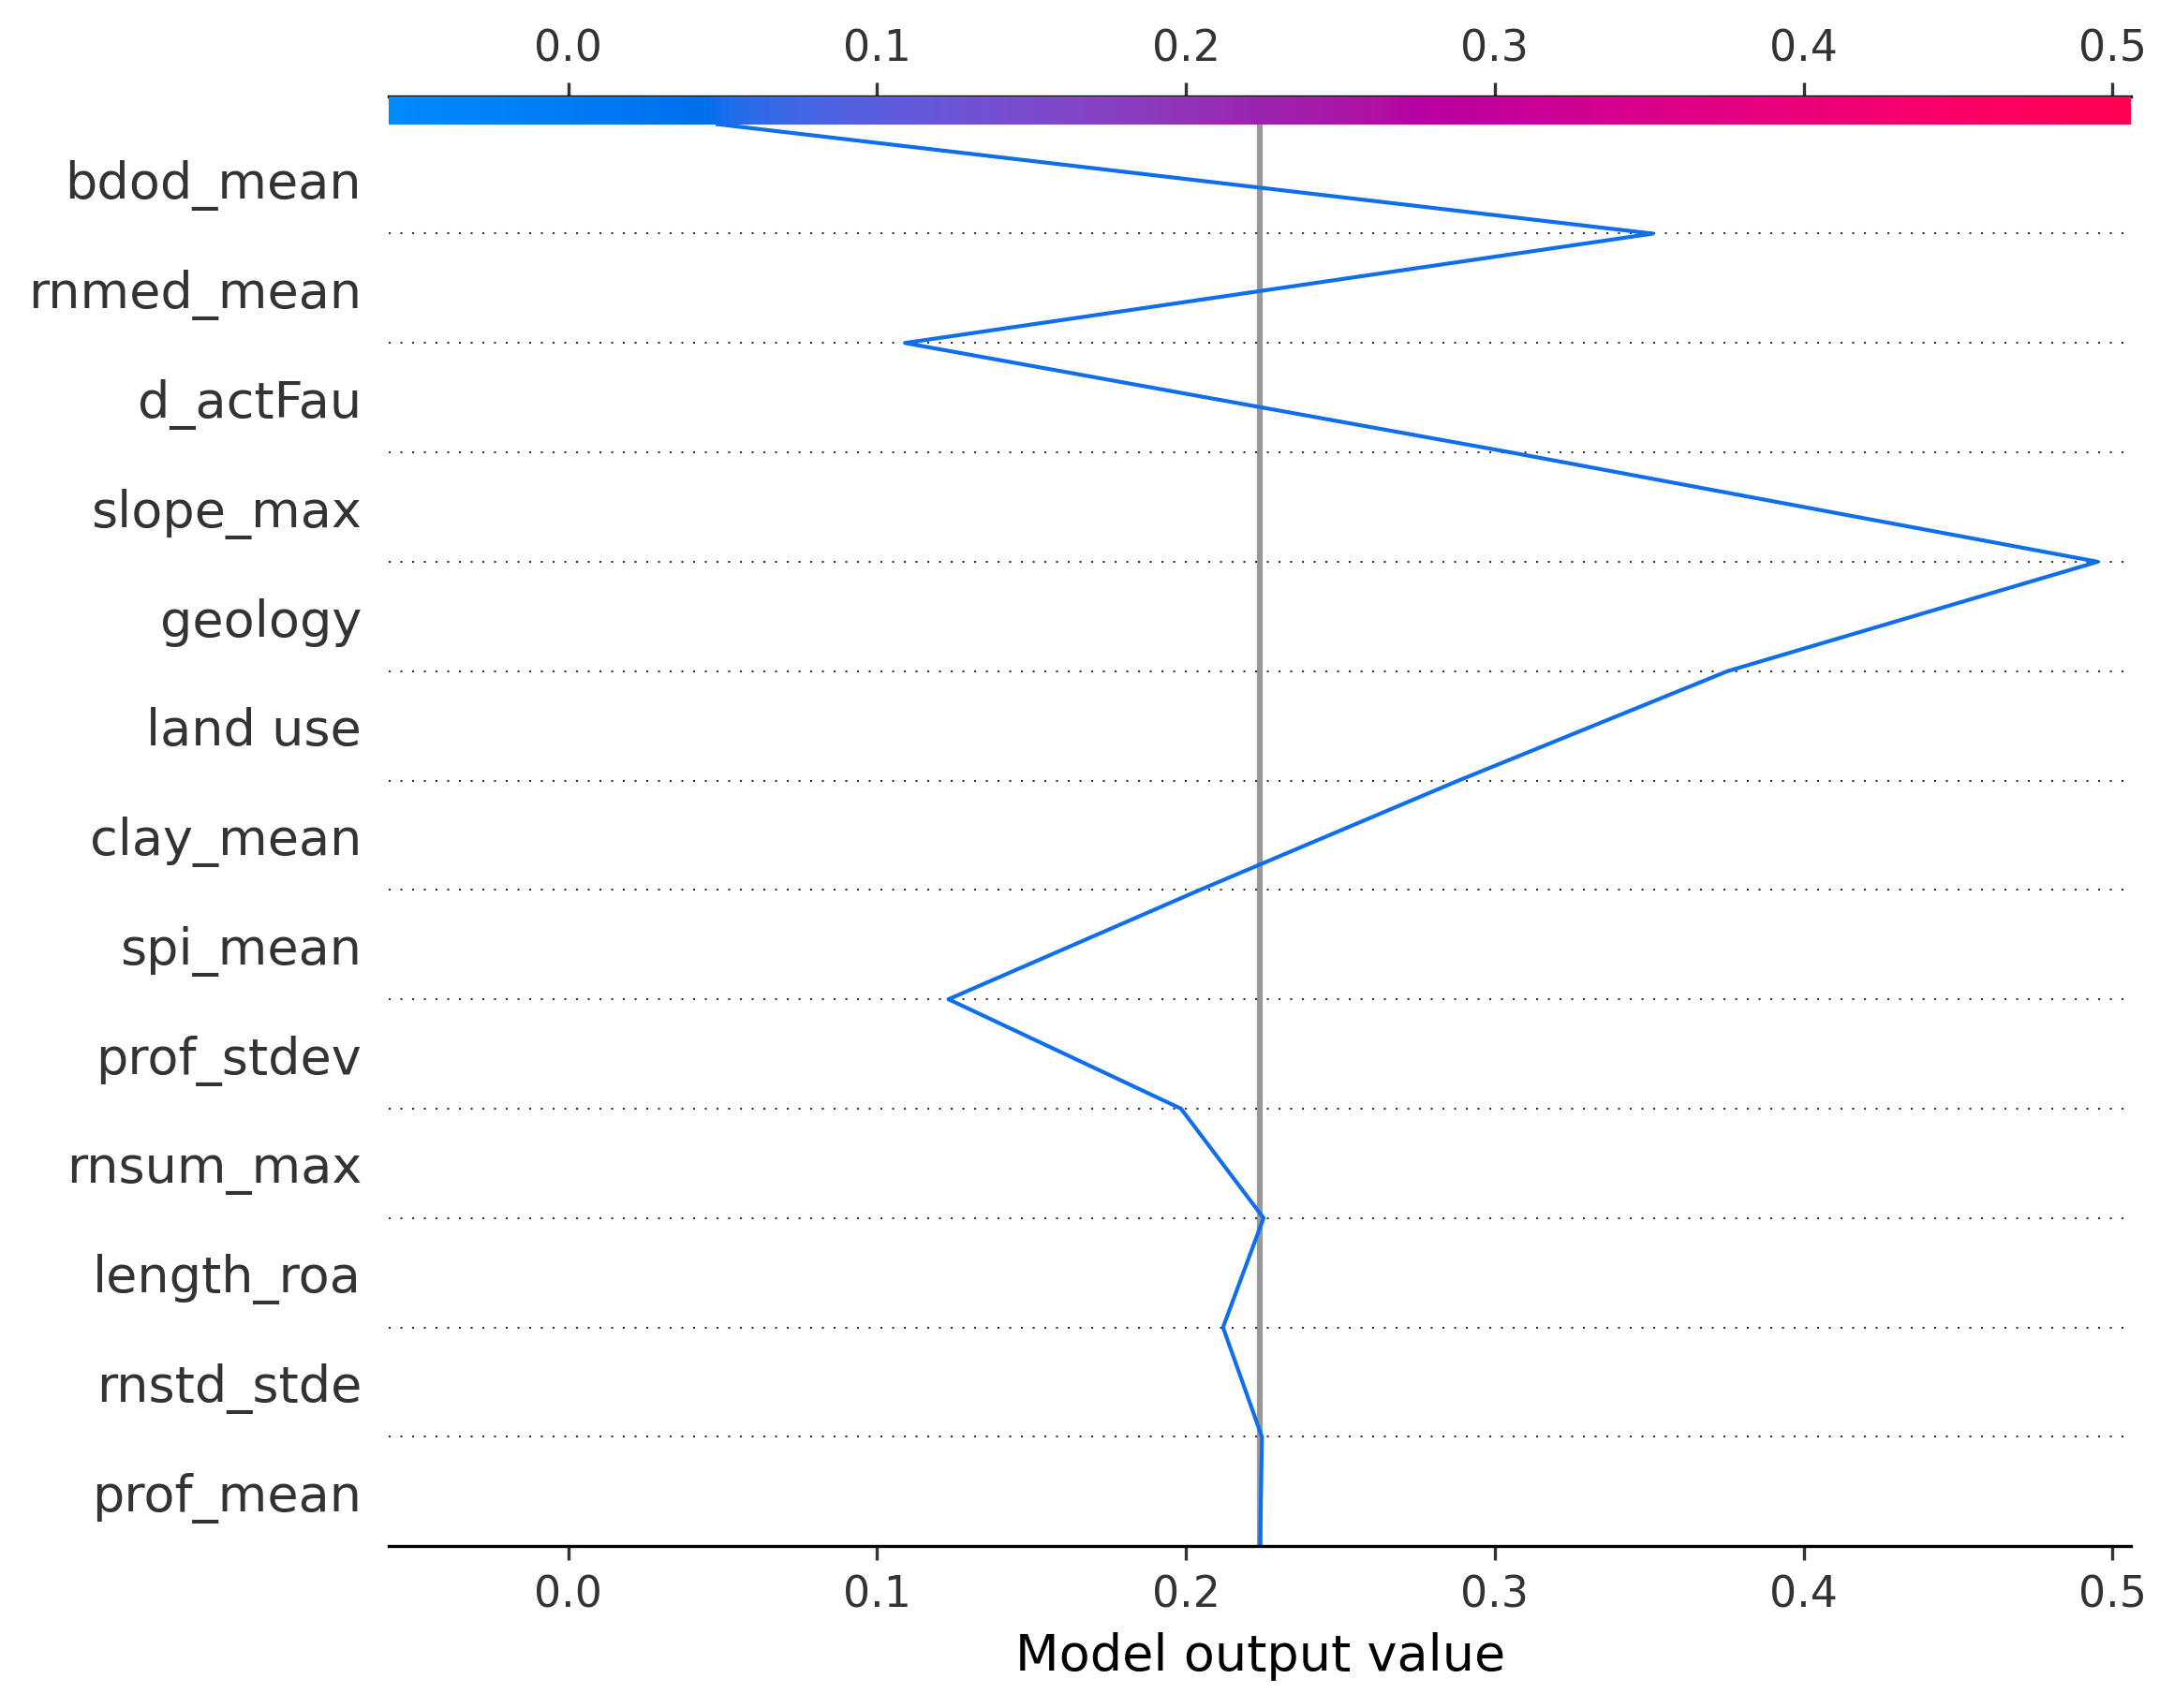 0.0 0.1 0.2 0.3 0.4 0.5
bdod_mean
rnmed_mean
d_actFau
slope_max
geology
land use
clay_mean
spi_mean
prof_stdev
rnsum_max
length_roa
rnstd_stde
prof_mean
0.0 0.1 0.2 0.3 0.4 0.5
Model output value